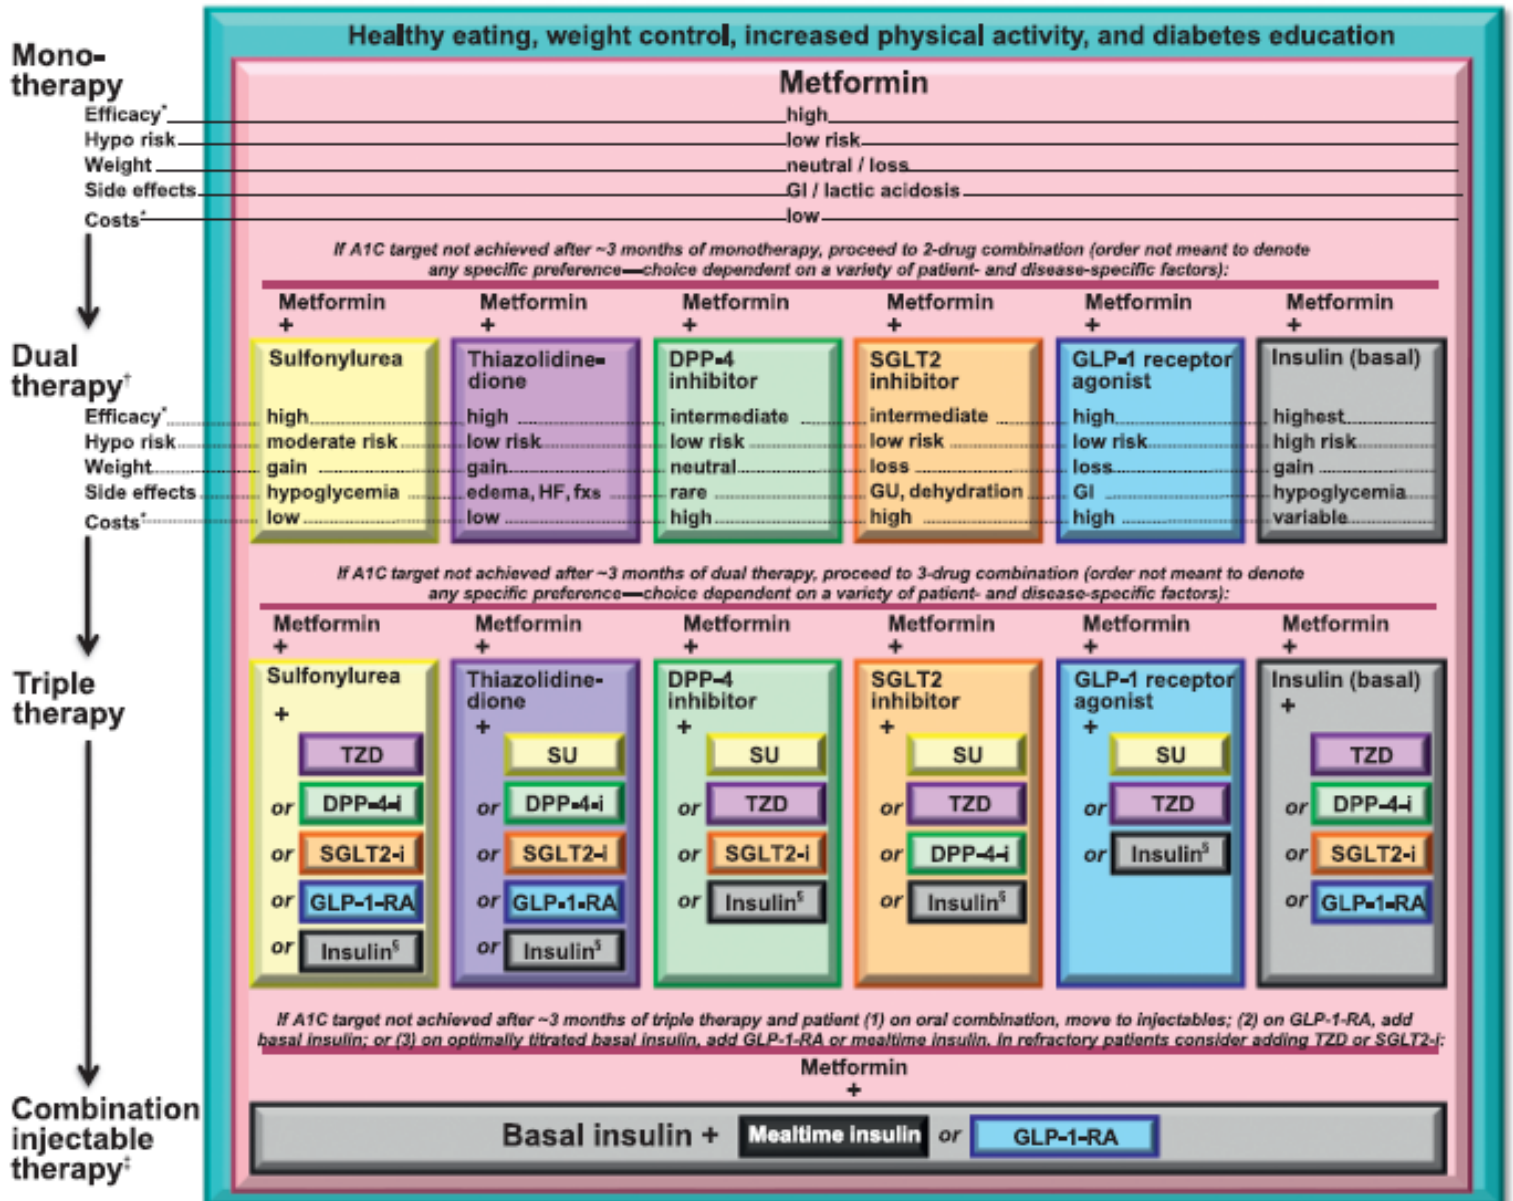 Healthy eating, weight control, increased physical activity, and diabetes education
Mono-
therapy
Metformin
Efficacy* high
Hypo risk low risk
Weight neutral / loss
Side effects GI / lactic acidosis
Costs* low
If A1C target not achieved after ~3 months of monotherapy, proceed to 2-drug combination (order not meant to denote
any specific preference—choice dependent on a variety of patient- and disease-specific factors):
Metformin Metformin Metformin Metformin Metformin Metformin
+ + + + + +
Dual
therapy†
Sulfonylurea Thiazolidine- DPP-4 SGLT2 GLP-1 receptor Insulin (basal)
dione inhibitor inhibitor agonist
Efficacy* high high intermediate intermediate high highest
Hypo risk moderate risk low risk low risk low risk low risk high risk
Weight gain gain neutral loss loss gain
Side effects hypoglycemia edema, HF, fxs rare GU, dehydration GI hypoglycemia
Costs* low low high high high variable
If A1C target not achieved after ~3 months of dual therapy, proceed to 3-drug combination (order not meant to denote
any specific preference—choice dependent on a variety of patient- and disease-specific factors):
Metformin Metformin Metformin Metformin Metformin Metformin
+ + + + + +
Triple
therapy
Sulfonylurea Thiazolidine- DPP-4 SGLT2 GLP-1 receptor Insulin (basal)
dione inhibitor inhibitor agonist
+ + + + + +
TZD SU SU SU SU TZD
or DPP-4-i or DPP-4-i or TZD or TZD or TZD or DPP-4-i
or SGLT2-i or SGLT2-i or SGLT2-i or DPP-4-i or Insulin§ or SGLT2-i
or GLP-1-RA or GLP-1-RA or Insulin§ or Insulin§ or GLP-1-RA
or Insulin§ or Insulin§
If A1C target not achieved after ~3 months of triple therapy and patient (1) on oral combination, move to injectables; (2) on GLP-1-RA, add
basal insulin; or (3) on optimally titrated basal insulin, add GLP-1-RA or mealtime insulin. In refractory patients consider adding TZD or SGLT2-i:
Metformin
+
Combination
injectable
therapy‡
Basal insulin + Mealtime insulin or GLP-1-RA